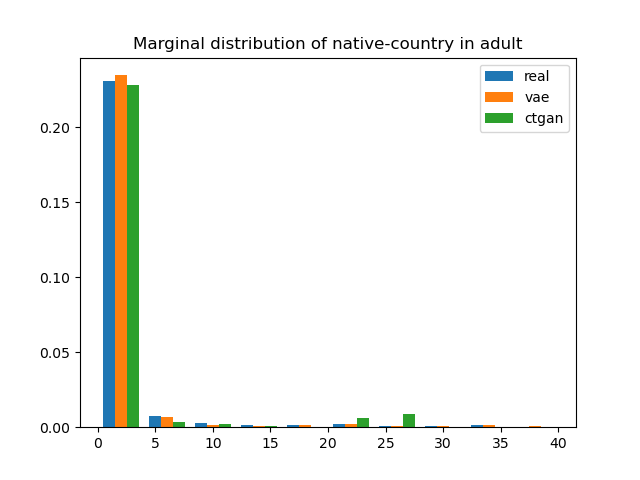 Marginal distribution of native-country in adult
real
vae
ctgan
0.20
0.15
0.10
0.05
0.00
0 5 10 15 20 25 30 35 40